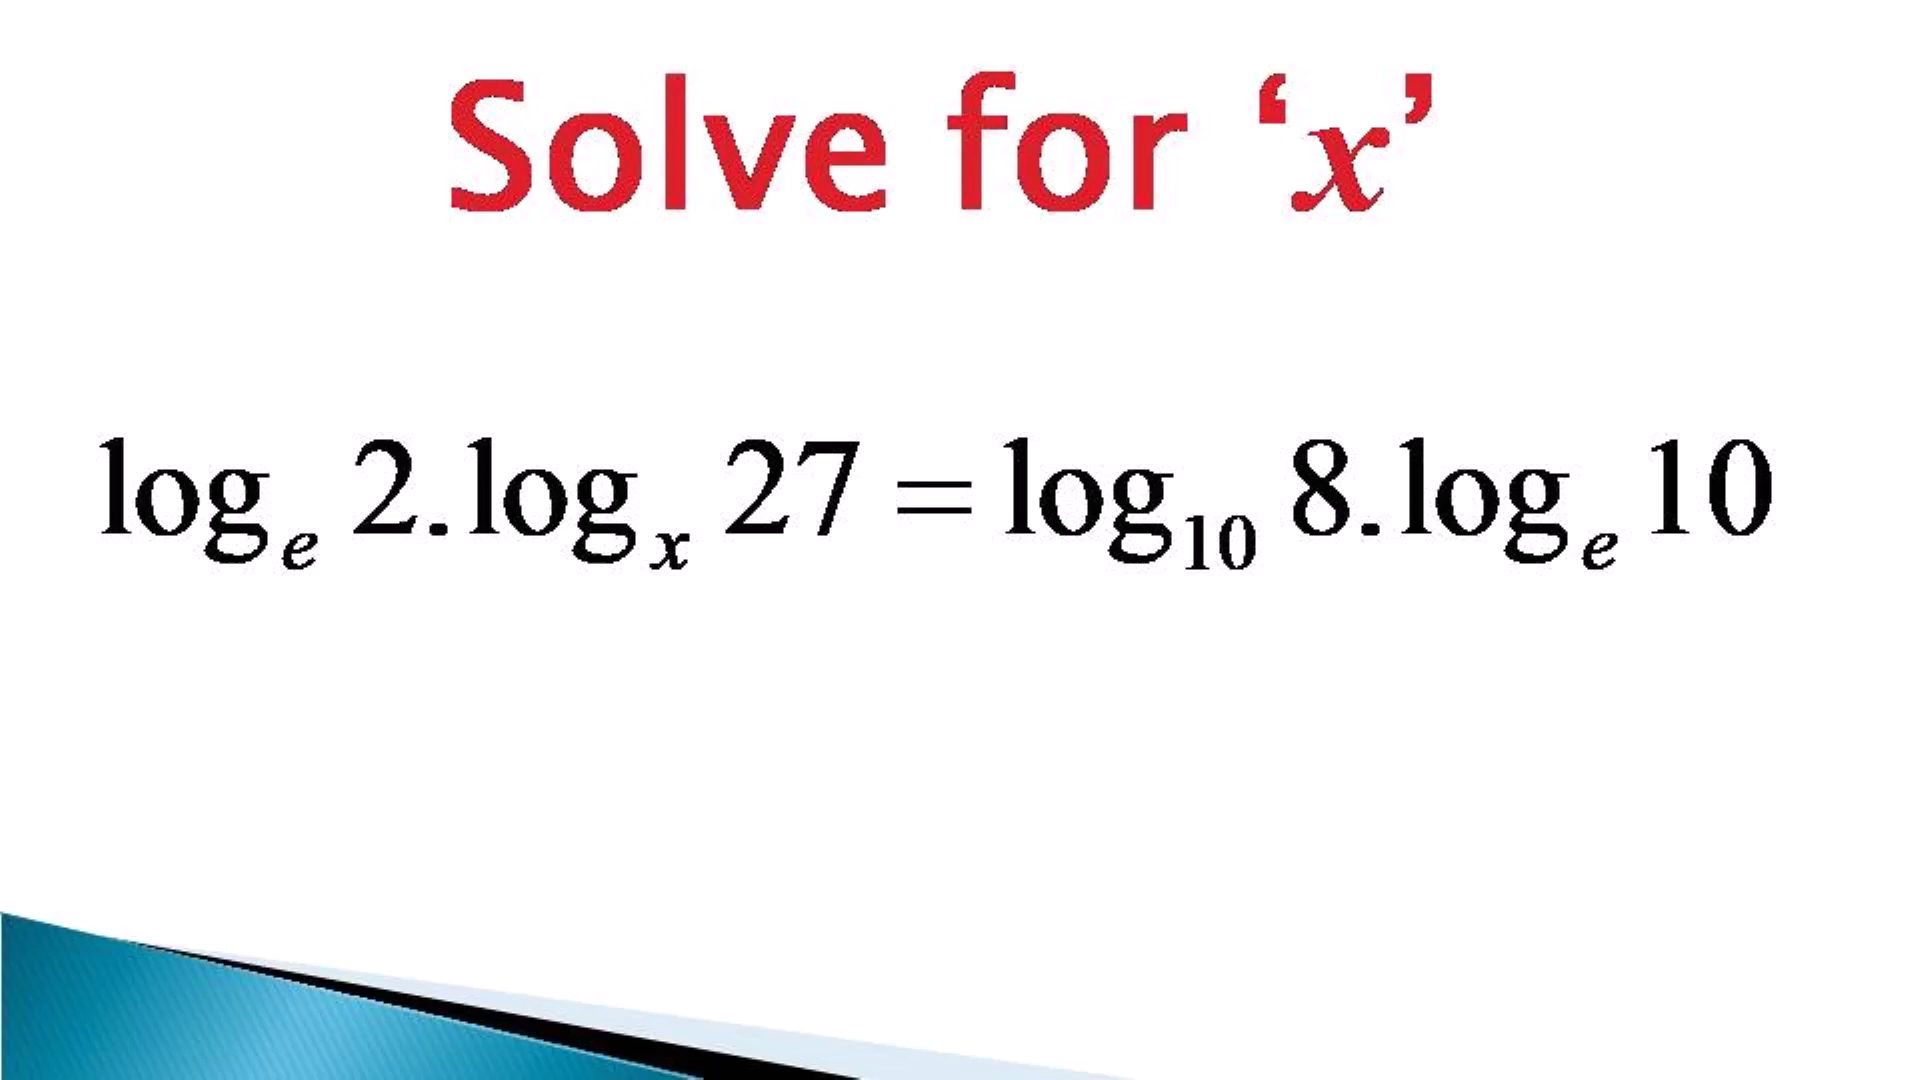 Solve for ‘x’
logₑ 2.logₓ 27 = log₁₀ 8.logₑ 10